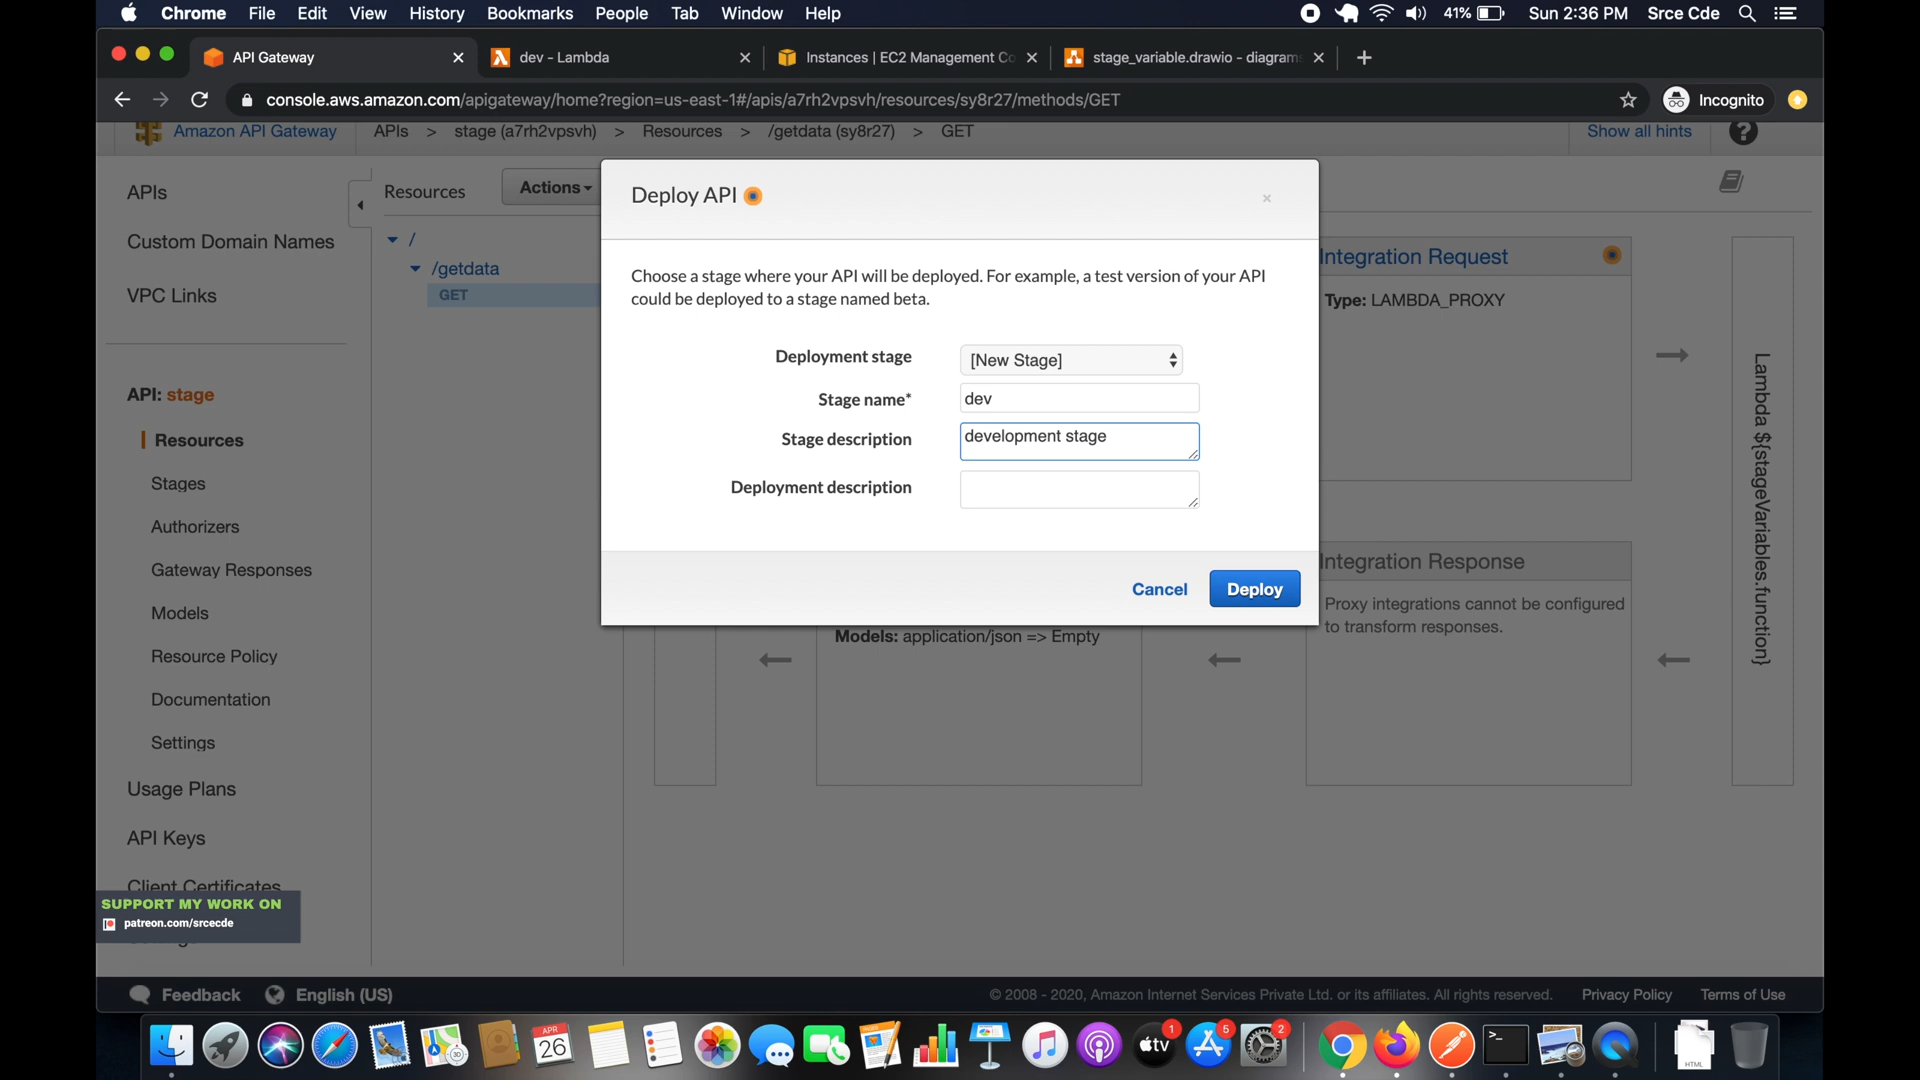 Chrome File Edit View History Bookmarks People Tab Window Help 41% Sun 2:36 PM Srce Cde
API Gateway dev - Lambda Instances | EC2 Management Co stage_variable.drawio - diagrams
console.aws.amazon.com/apigateway/home?region=us-east-1#/apis/a7rh2vpsvh/resources/sy8r27/methods/GET Incognito
Amazon API Gateway APIs > stage (a7rh2vpsvh) > Resources > /getdata (sy8r27) > GET Show all hints ?
APIs
Custom Domain Names
VPC Links
API: stage
Resources
Stages
Authorizers
Gateway Responses
Models
Resource Policy
Documentation
Settings
Usage Plans
API Keys
Client Certificates
SUPPORT MY WORK ON
patreon.com/srcecde
Resources Actions
/
/getdata
GET
Deploy API
Choose a stage where your API will be deployed. For example, a test version of your API
could be deployed to a stage named beta.
Deployment stage [New Stage]
Stage name* dev
Stage description development stage
Deployment description
Cancel Deploy
Models: application/json => Empty
Integration Request
Type: LAMBDA_PROXY
Integration Response
Proxy integrations cannot be configured
to transform responses.
Lambda ${stageVariables.function}
Feedback English (US) © 2008 - 2020, Amazon Internet Services Private Ltd. or its affiliates. All rights reserved. Privacy Policy Terms of Use
APR
26
tv
1
5
2
HTML